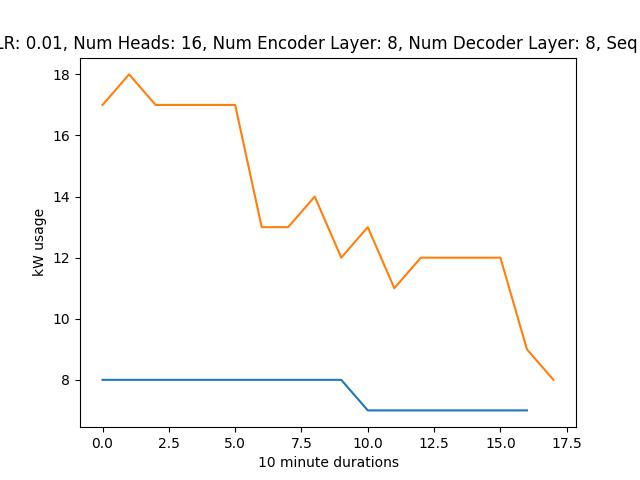 LR: 0.01, Num Heads: 16, Num Encoder Layer: 8, Num Decoder Layer: 8, Seq
18
16
14
12
10
8
kW usage
0.0 2.5 5.0 7.5 10.0 12.5 15.0 17.5
10 minute durations